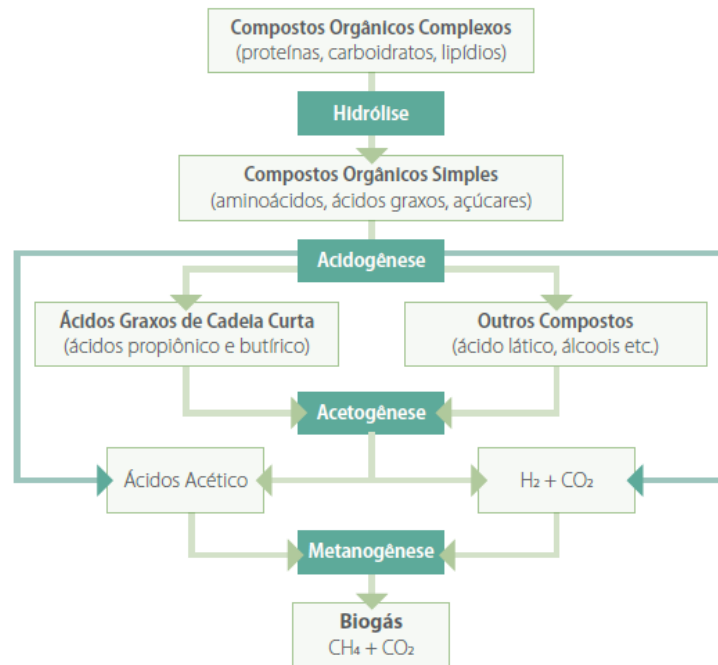 Compostos Orgânicos Complexos
(proteínas, carboidratos, lipídios)
Hidrólise
Compostos Orgânicos Simples
(aminoácidos, ácidos graxos, açúcares)
Acidogênese
Ácidos Graxos de Cadeia Curta
(ácidos propiônico e butírico)
Outros Compostos
(ácido lático, álcoois etc.)
Acetogênese
Ácidos Acético
H₂ + CO₂
Metanogênese
Biogás
CH₄ + CO₂